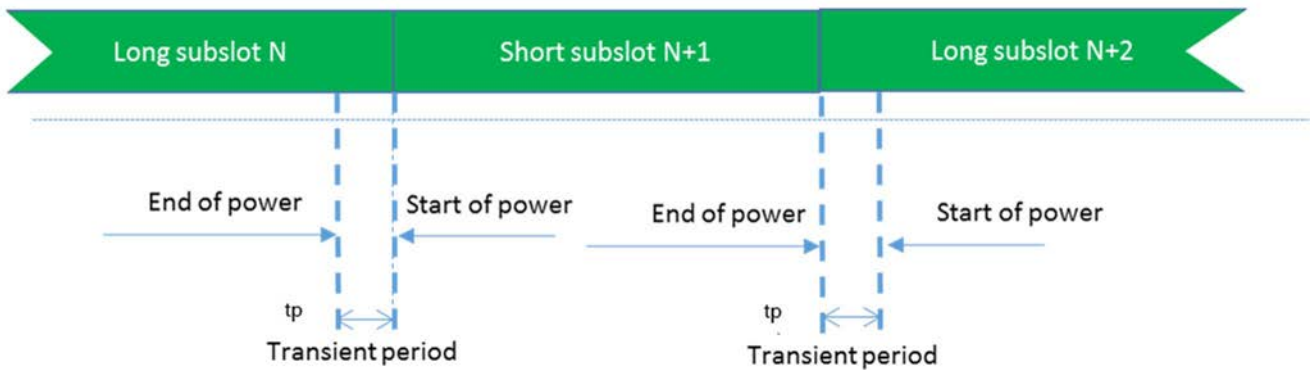 Long subslot N
Short subslot N+1
Long subslot N+2
End of power
Start of power
End of power
Start of power
tp
tp
Transient period
Transient period